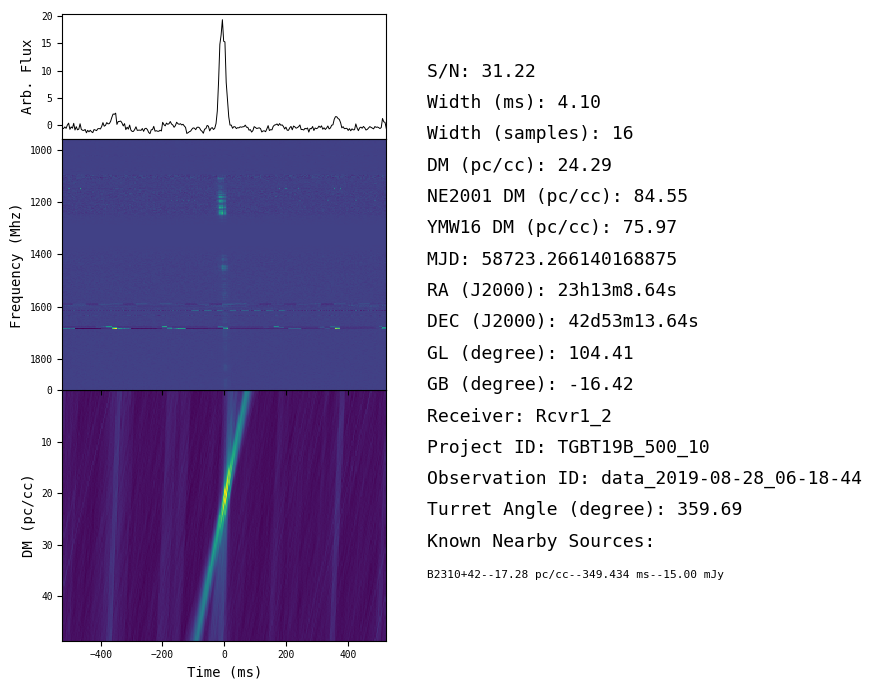 20
15
10
5
0
Arb. Flux
1000
1200
1400
1600
1800
Frequency (Mhz)
0
10
20
30
40
DM (pc/cc)
−400
−200
0
200
400
Time (ms)
S/N: 31.22
Width (ms): 4.10
Width (samples): 16
DM (pc/cc): 24.29
NE2001 DM (pc/cc): 84.55
YMW16 DM (pc/cc): 75.97
MJD: 58723.266140168875
RA (J2000): 23h13m8.64s
DEC (J2000): 42d53m13.64s
GL (degree): 104.41
GB (degree): -16.42
Receiver: Rcvr1_2
Project ID: TGBT19B_500_10
Observation ID: data_2019-08-28_06-18-44
Turret Angle (degree): 359.69
Known Nearby Sources:
B2310+42--17.28 pc/cc--349.434 ms--15.00 mJy